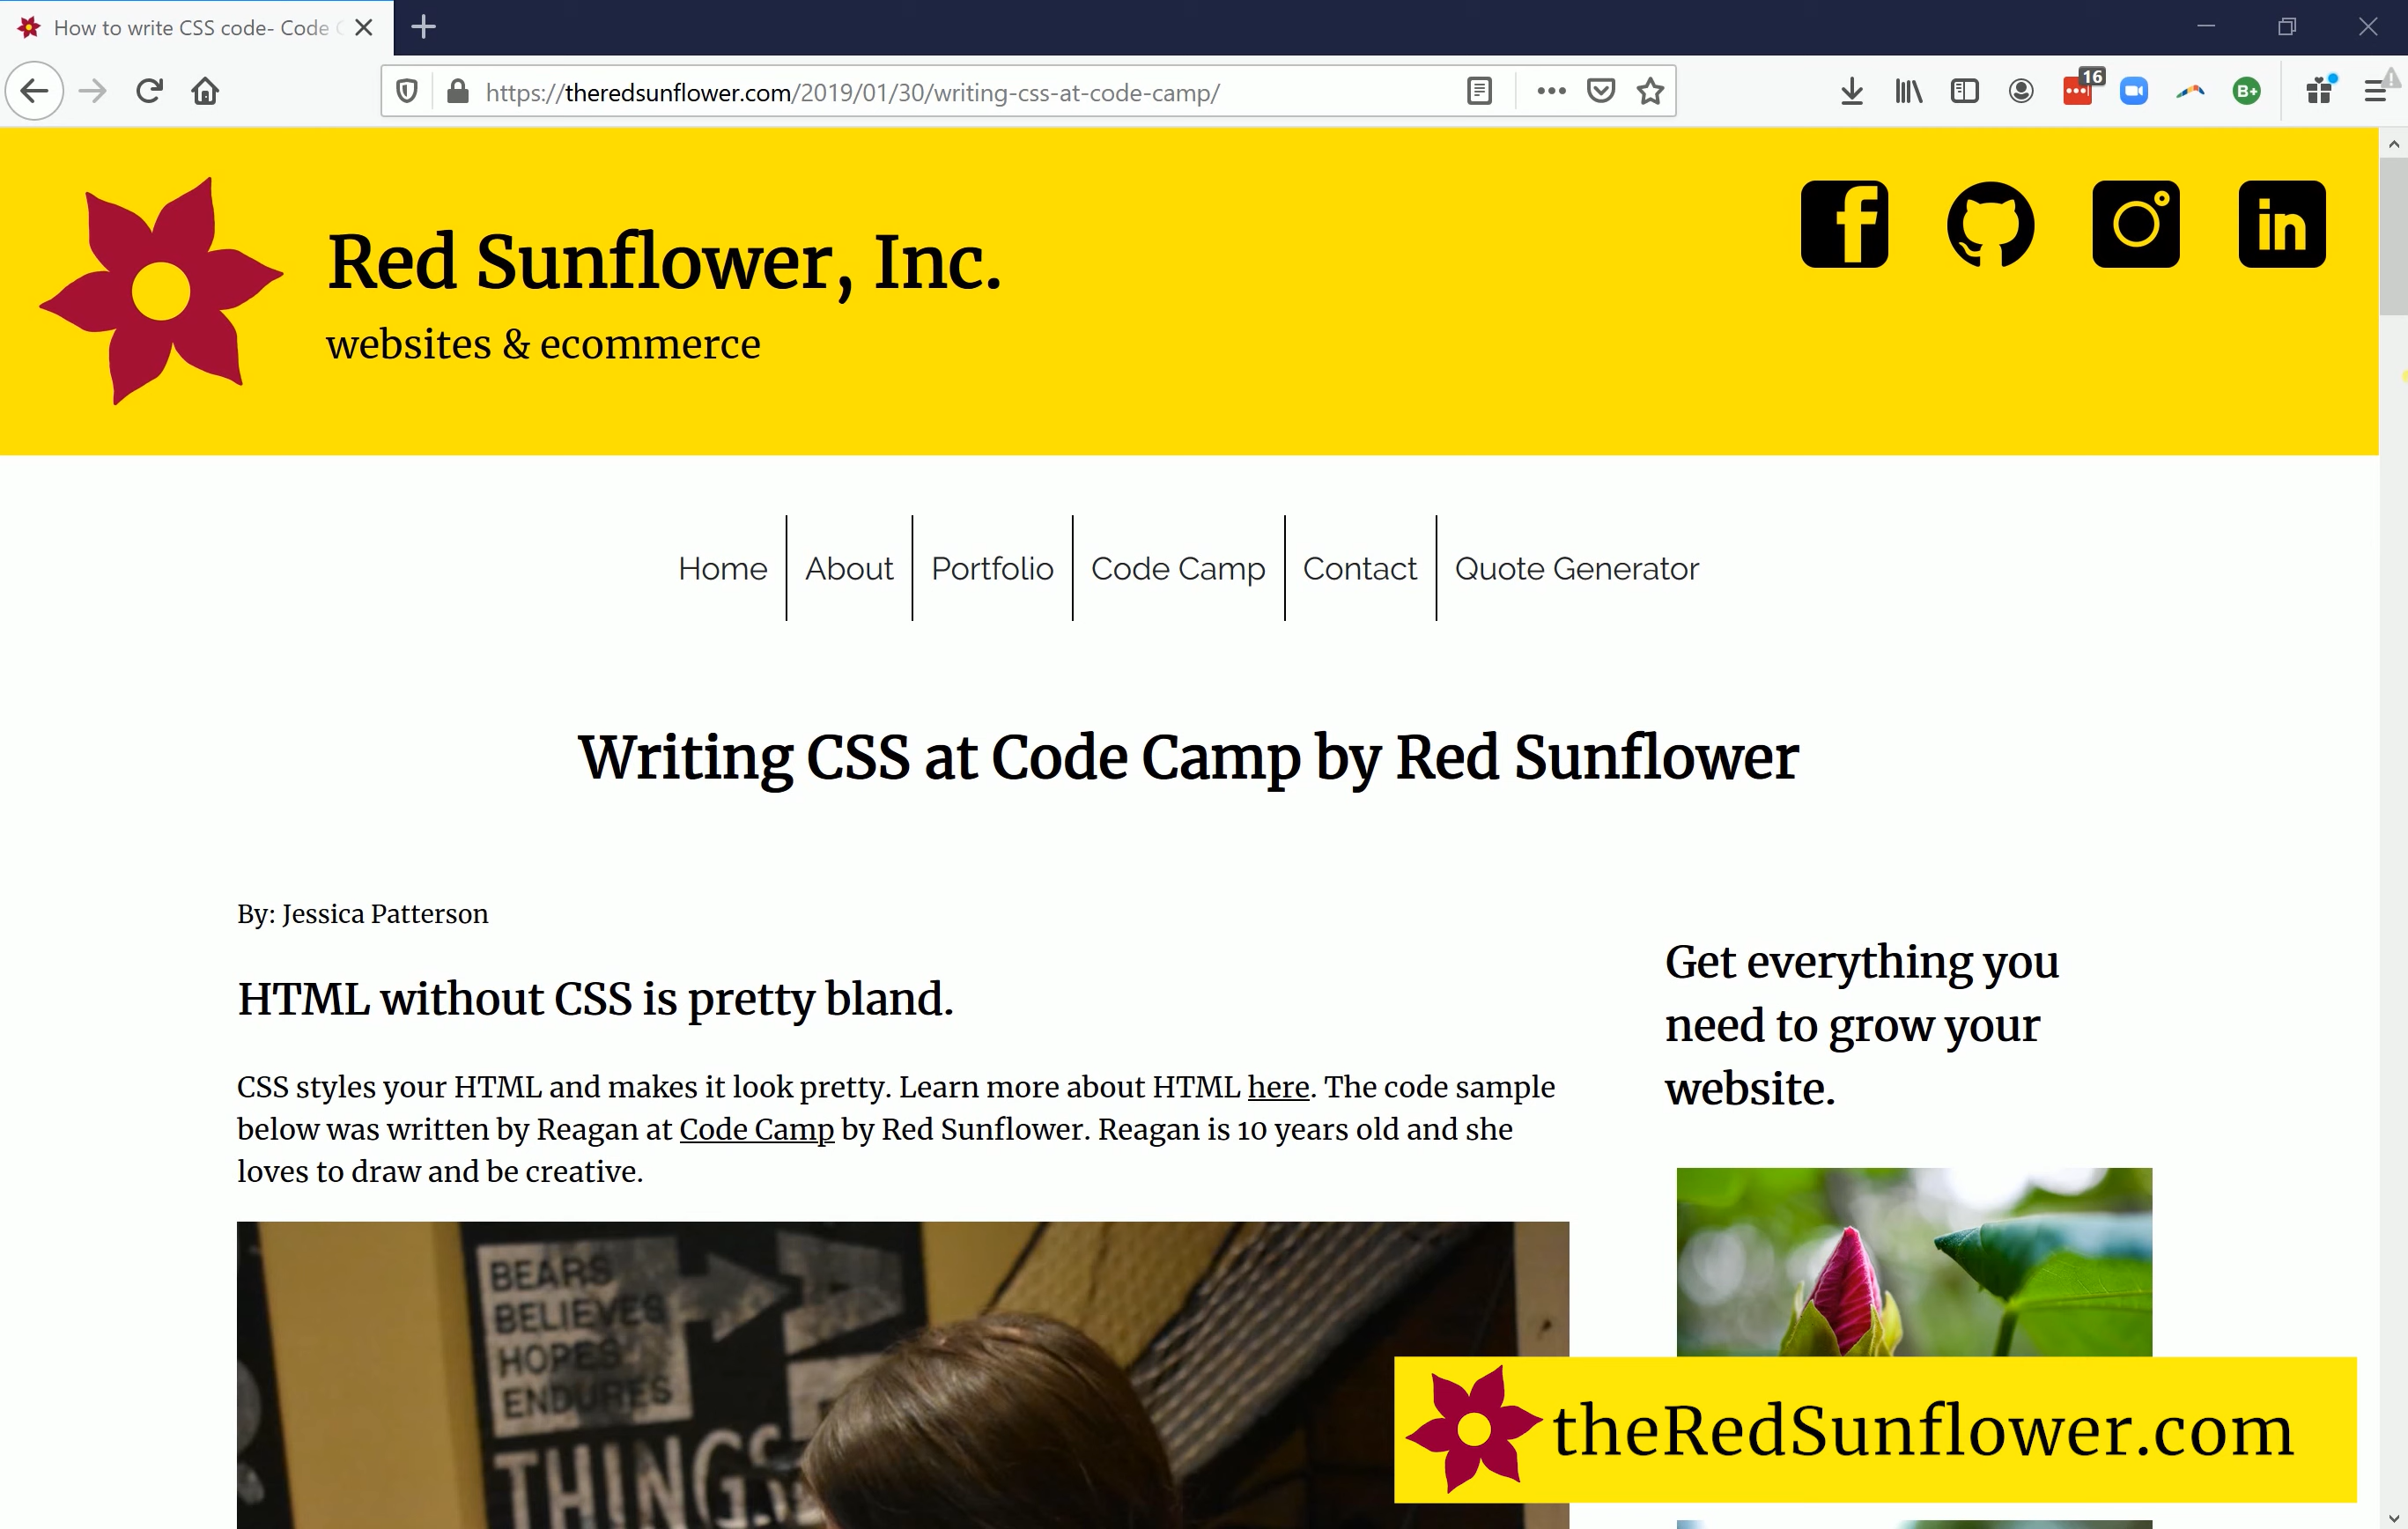 How to write CSS code- Code
https://theredsunflower.com/2019/01/30/writing-css-at-code-camp/
16
B+
Red Sunflower, Inc.
websites & ecommerce
f
in
Home
About
Portfolio
Code Camp
Contact
Quote Generator
Writing CSS at Code Camp by Red Sunflower
By: Jessica Patterson
HTML without CSS is pretty bland.
CSS styles your HTML and makes it look pretty. Learn more about HTML here. The code sample
below was written by Reagan at Code Camp by Red Sunflower. Reagan is 10 years old and she
loves to draw and be creative.
Get everything you
need to grow your
website.
BEARS
BELIEVES
HOPES
ENDURES
THINGS
theRedSunflower.com